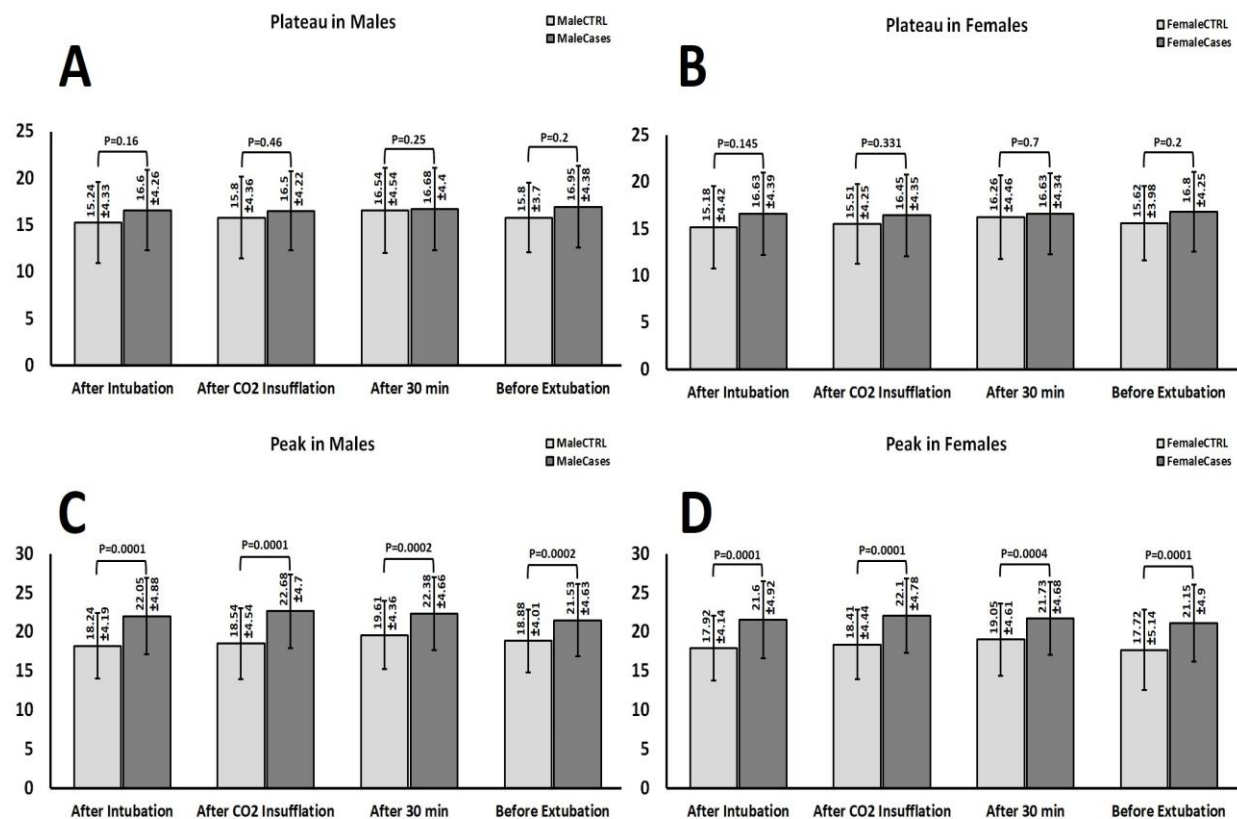 Plateau in Males
MaleCTRL
MaleCases
A
25
20
15
10
5
0
P=0.16
P=0.46
P=0.25
P=0.2
15.24
±4.33
16.6
±4.26
15.8
±4.36
16.5
±4.22
16.54
±4.54
16.68
±4.4
15.8
±3.7
16.95
±4.38
After Intubation
After CO2 Insufflation
After 30 min
Before Extubation
Plateau in Females
FemaleCTRL
FemaleCases
B
25
20
15
10
5
0
P=0.145
P=0.331
P=0.7
P=0.2
15.18
±4.42
16.63
±4.39
15.51
±4.25
16.45
±4.35
16.26
±4.46
16.63
±4.34
15.62
±3.98
16.8
±4.25
After Intubation
After CO2 Insufflation
After 30 min
Before Extubation
Peak in Males
MaleCTRL
MaleCases
C
30
25
20
15
10
5
0
P=0.0001
P=0.0001
P=0.0002
P=0.0002
18.24
±4.19
22.05
±4.88
18.54
±4.54
22.68
±4.7
19.61
±4.36
22.38
±4.66
18.88
±4.01
21.53
±4.63
After Intubation
After CO2 Insufflation
After 30 min
Before Extubation
Peak in Females
FemaleCTRL
FemaleCases
D
30
25
20
15
10
5
0
P=0.0001
P=0.0001
P=0.0004
P=0.0001
17.92
±4.14
21.6
±4.92
18.41
±4.44
22.1
±4.78
19.05
±4.61
21.73
±4.68
17.72
±5.14
21.15
±4.9
After Intubation
After CO2 Insufflation
After 30 min
Before Extubation